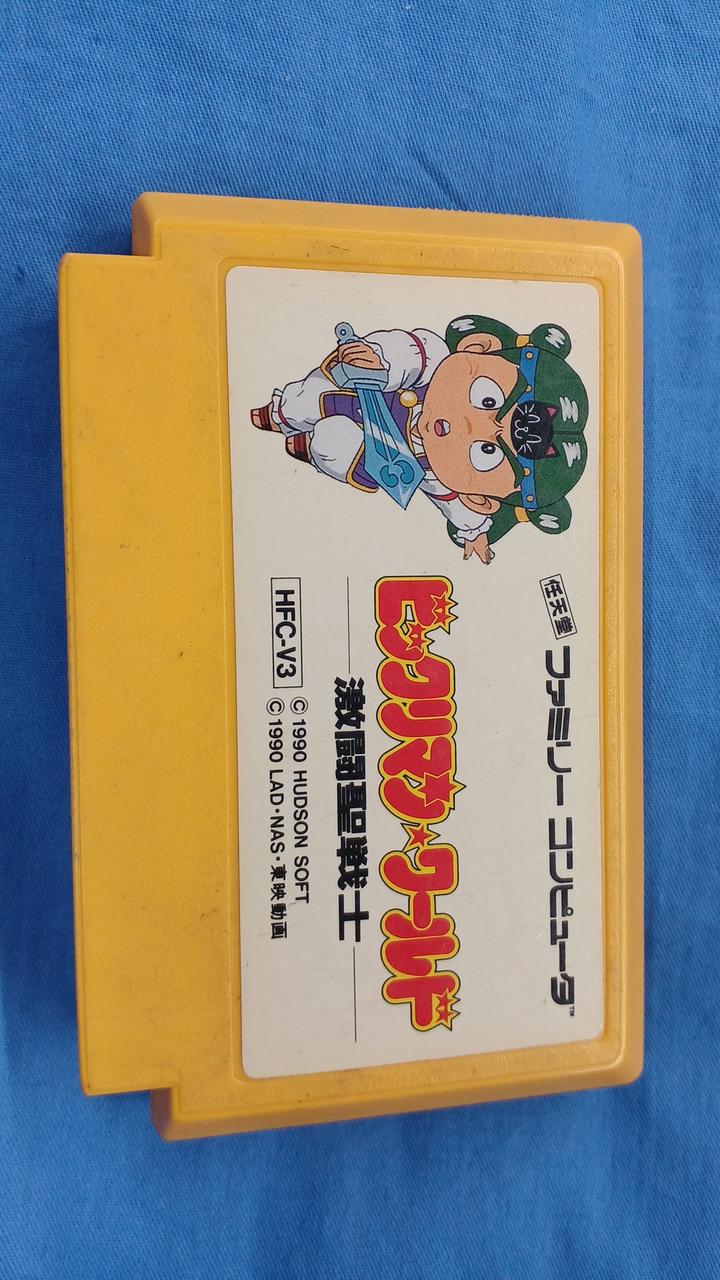 任天堂 ファミリー コンピュータ™
ビックリマン★ワールド
激闘聖戦士
HFC-V3
© 1990 HUDSON SOFT
© 1990 LAD・NAS・東映動画